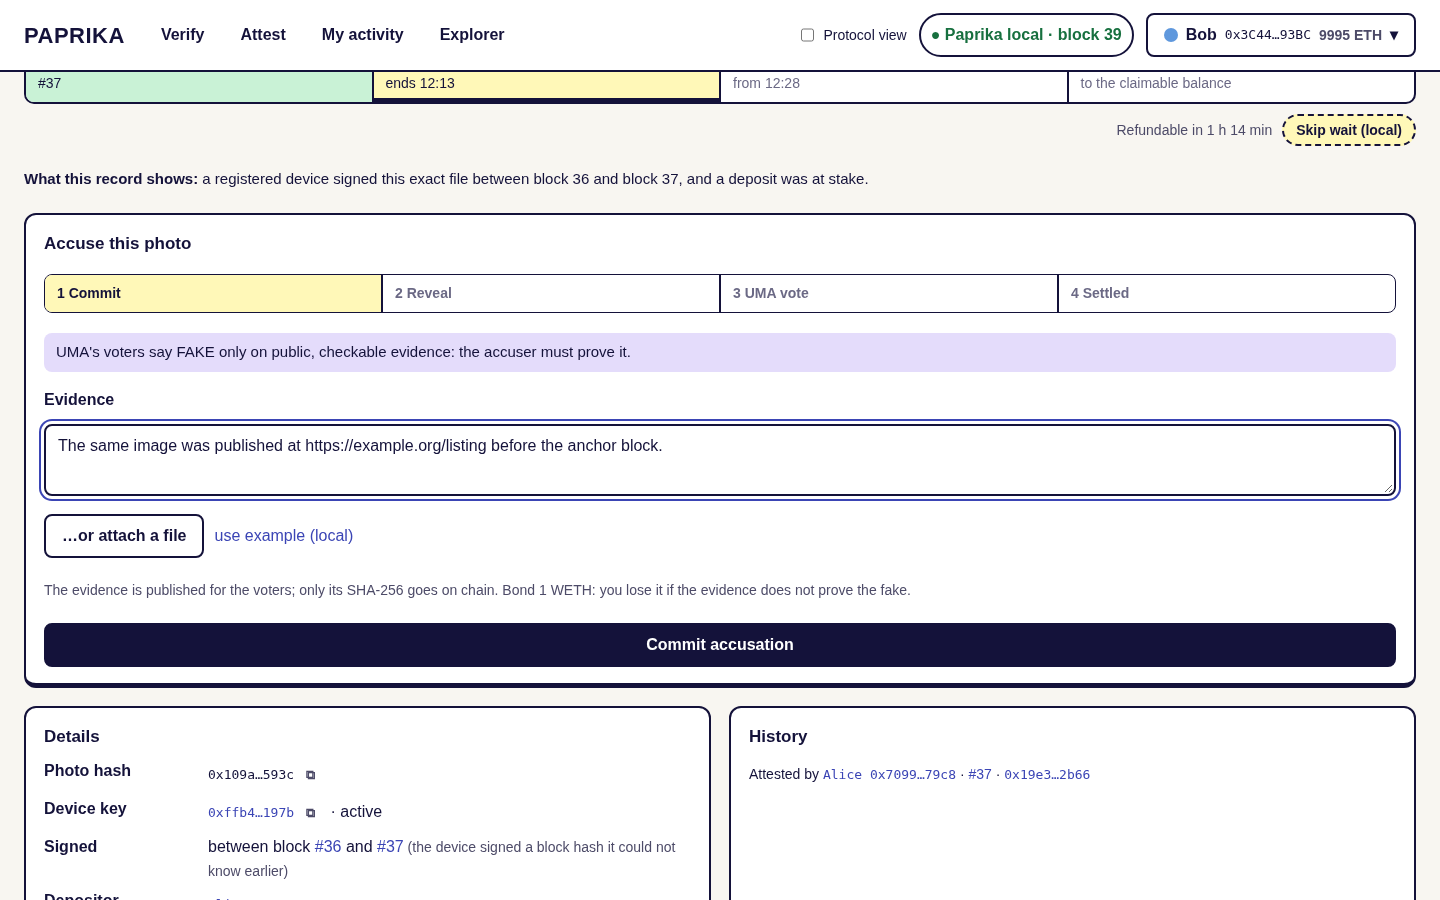 PAPRIKA Verify Attest My activity Explorer Protocol view ● Paprika local · block 39 Bob 0x3C44…93BC 9995 ETH ▼
#37 ends 12:13 from 12:28 to the claimable balance
Refundable in 1 h 14 min Skip wait (local)
What this record shows: a registered device signed this exact file between block 36 and block 37, and a deposit was at stake.
Accuse this photo
1 Commit 2 Reveal 3 UMA vote 4 Settled
UMA's voters say FAKE only on public, checkable evidence: the accuser must prove it.
Evidence
The same image was published at https://example.org/listing before the anchor block.
…or attach a file use example (local)
The evidence is published for the voters; only its SHA-256 goes on chain. Bond 1 WETH: you lose it if the evidence does not prove the fake.
Commit accusation
Details
Photo hash 0x109a…593c
Device key 0xffb4…197b · active
Signed between block #36 and #37 (the device signed a block hash it could not
know earlier)
Depositor
History
Attested by Alice 0x7099…79c8 · #37 · 0x19e3…2b66